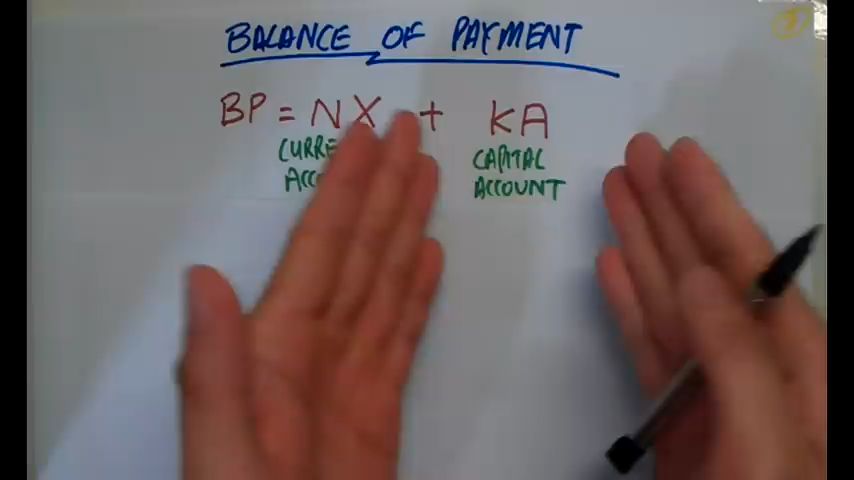 BALANCE OF PAYMENT
BP = NX + KA
CAPITAL
ACCOUNT